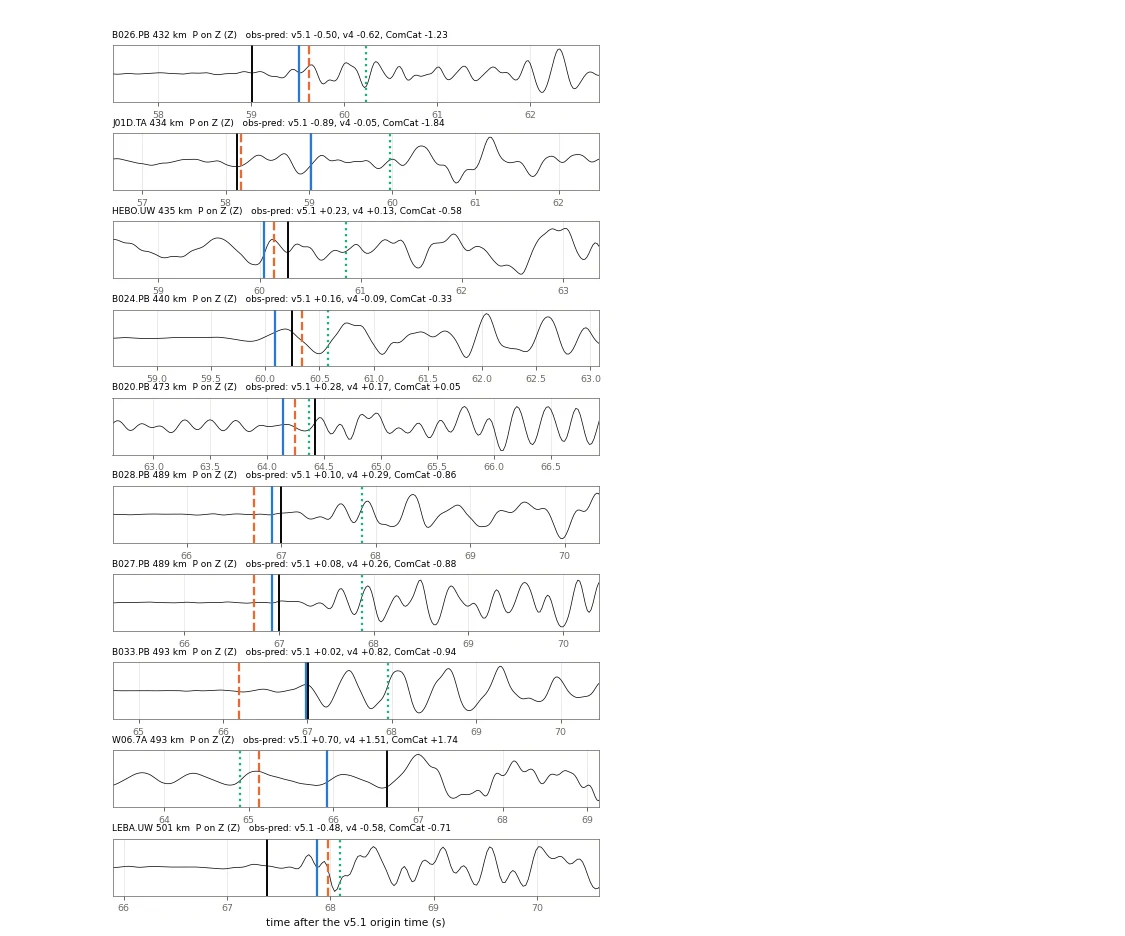 B026.PB 432 km  P on Z (Z)   obs-pred: v5.1 -0.50, v4 -0.62, ComCat -1.23
58 59 60 61 62
J01D.TA 434 km  P on Z (Z)   obs-pred: v5.1 -0.89, v4 -0.05, ComCat -1.84
57 58 59 60 61 62
HEBO.UW 435 km  P on Z (Z)   obs-pred: v5.1 +0.23, v4 +0.13, ComCat -0.58
59 60 61 62 63
B024.PB 440 km  P on Z (Z)   obs-pred: v5.1 +0.16, v4 -0.09, ComCat -0.33
59.0 59.5 60.0 60.5 61.0 61.5 62.0 62.5 63.0
B020.PB 473 km  P on Z (Z)   obs-pred: v5.1 +0.28, v4 +0.17, ComCat +0.05
63.0 63.5 64.0 64.5 65.0 65.5 66.0 66.5
B028.PB 489 km  P on Z (Z)   obs-pred: v5.1 +0.10, v4 +0.29, ComCat -0.86
66 67 68 69 70
B027.PB 489 km  P on Z (Z)   obs-pred: v5.1 +0.08, v4 +0.26, ComCat -0.88
66 67 68 69 70
B033.PB 493 km  P on Z (Z)   obs-pred: v5.1 +0.02, v4 +0.82, ComCat -0.94
65 66 67 68 69 70
W06.7A 493 km  P on Z (Z)   obs-pred: v5.1 +0.70, v4 +1.51, ComCat +1.74
64 65 66 67 68 69
LEBA.UW 501 km  P on Z (Z)   obs-pred: v5.1 -0.48, v4 -0.58, ComCat -0.71
66 67 68 69 70
time after the v5.1 origin time (s)